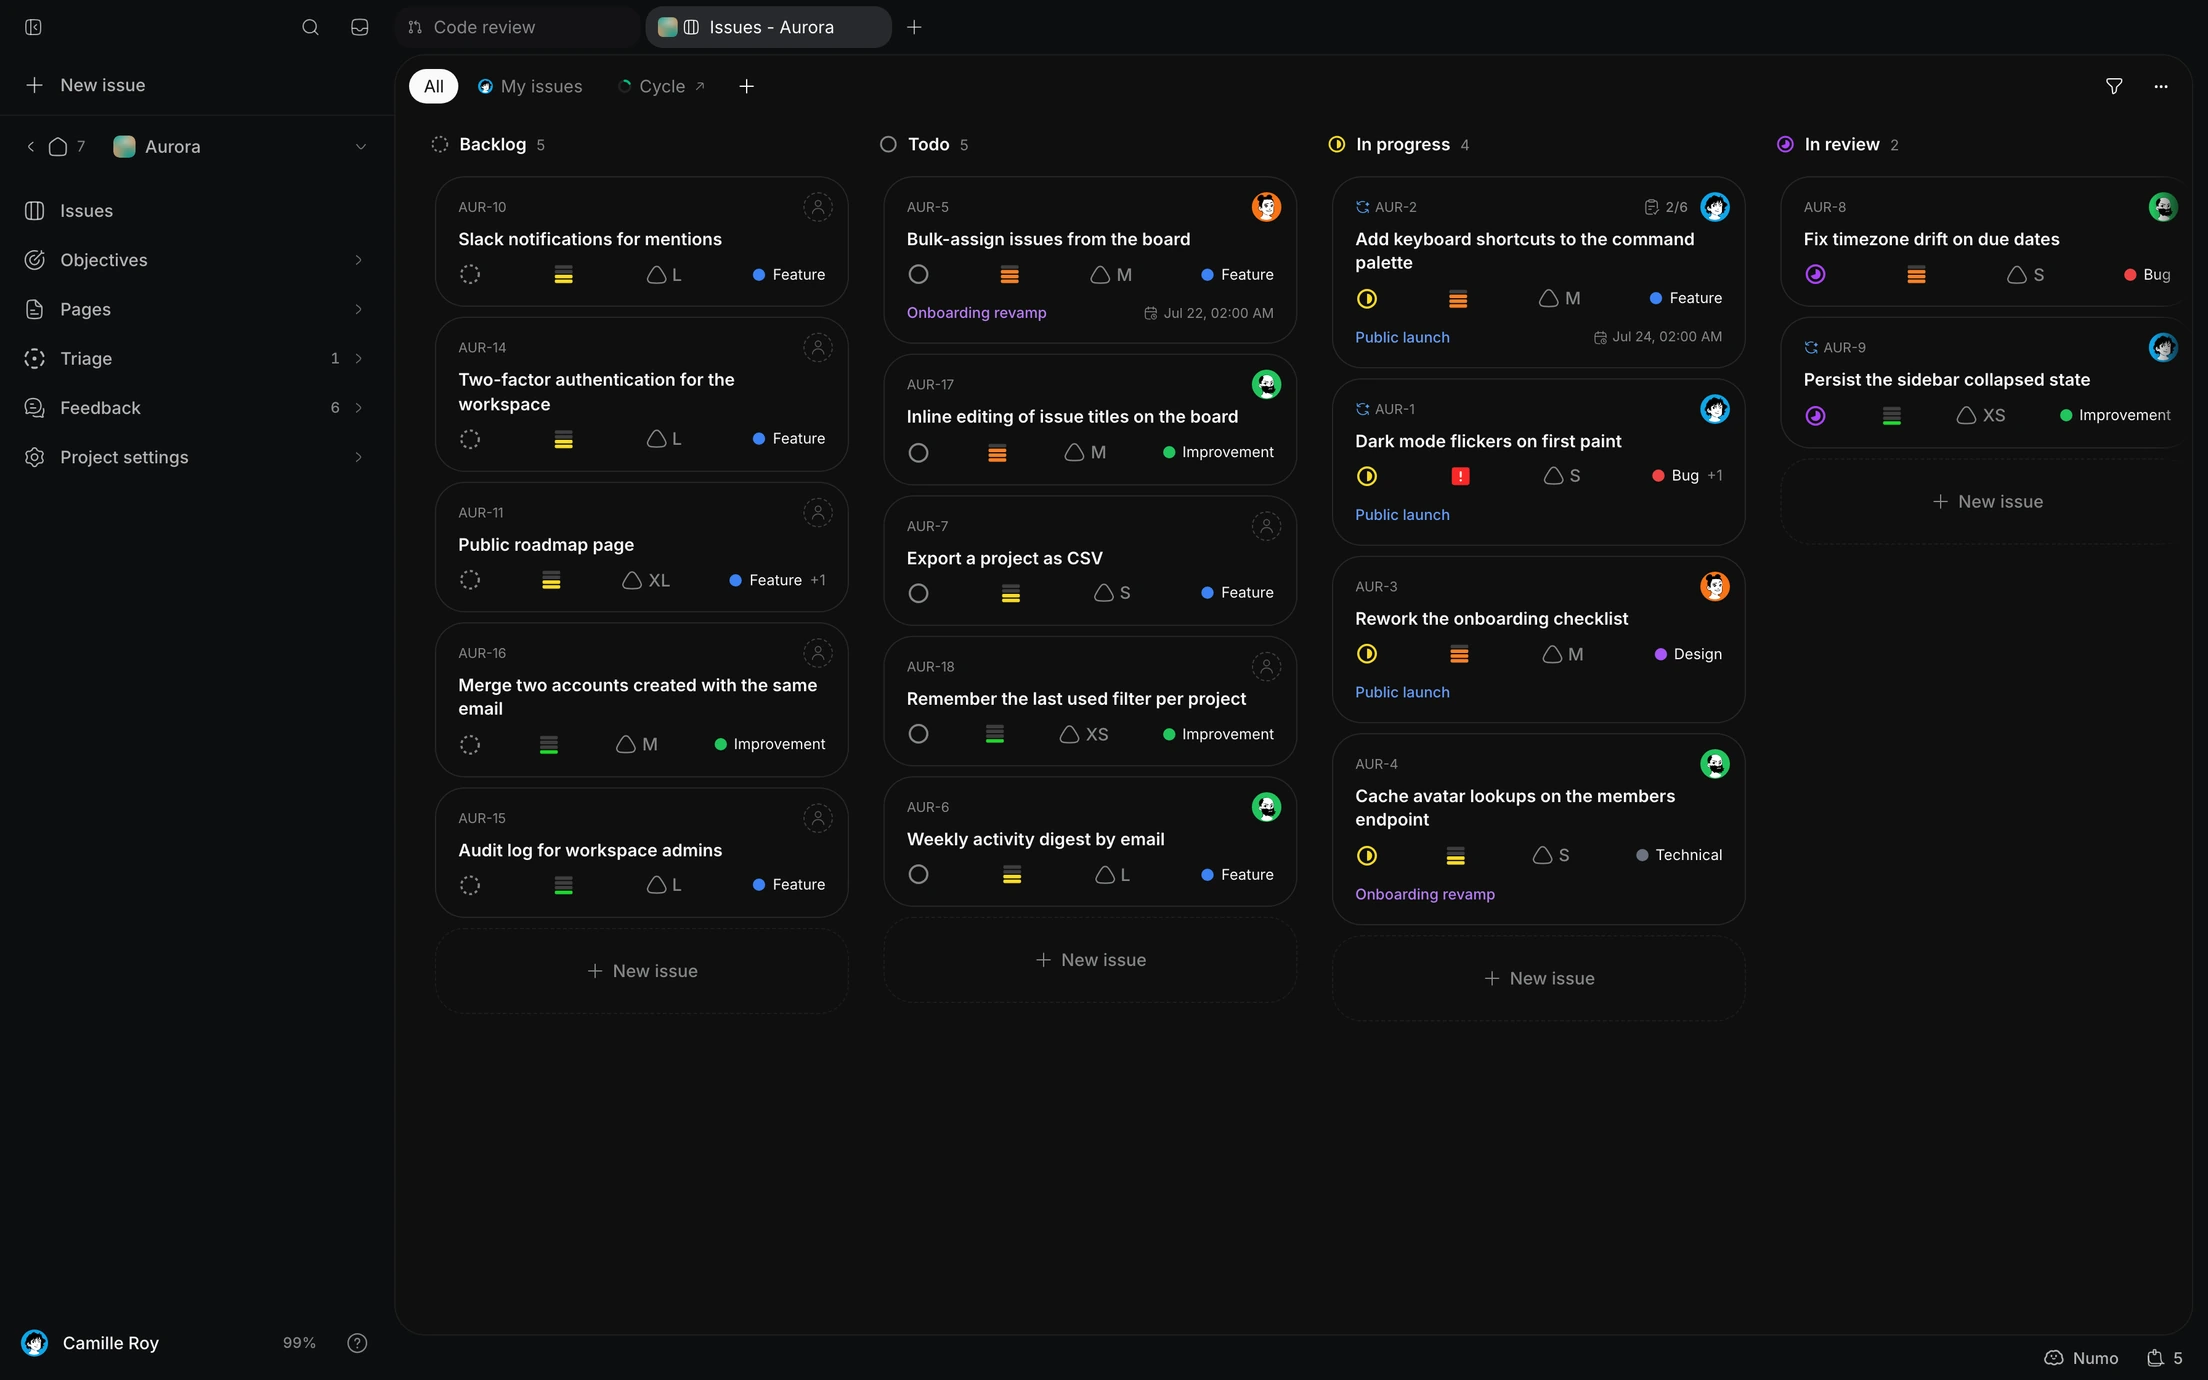 Code review
Issues - Aurora
New issue
7
Aurora
Issues
Objectives
Pages
Triage 1
Feedback 6
Project settings
Camille Roy 99%
All
My issues
Cycle
Backlog 5
AUR-10
Slack notifications for mentions
L Feature
AUR-14
Two-factor authentication for the
workspace
L Feature
AUR-11
Public roadmap page
XL Feature +1
AUR-16
Merge two accounts created with the same
email
M Improvement
AUR-15
Audit log for workspace admins
L Feature
New issue
Todo 5
AUR-5
Bulk-assign issues from the board
M Feature
Onboarding revamp Jul 22, 02:00 AM
AUR-17
Inline editing of issue titles on the board
M Improvement
AUR-7
Export a project as CSV
S Feature
AUR-18
Remember the last used filter per project
XS Improvement
AUR-6
Weekly activity digest by email
L Feature
New issue
In progress 4
AUR-2 2/6
Add keyboard shortcuts to the command
palette
M Feature
Public launch Jul 24, 02:00 AM
AUR-1
Dark mode flickers on first paint
S Bug +1
Public launch
AUR-3
Rework the onboarding checklist
M Design
Public launch
AUR-4
Cache avatar lookups on the members
endpoint
S Technical
Onboarding revamp
New issue
In review 2
AUR-8
Fix timezone drift on due dates
S Bug
AUR-9
Persist the sidebar collapsed state
XS Improvement
New issue
Numo 5